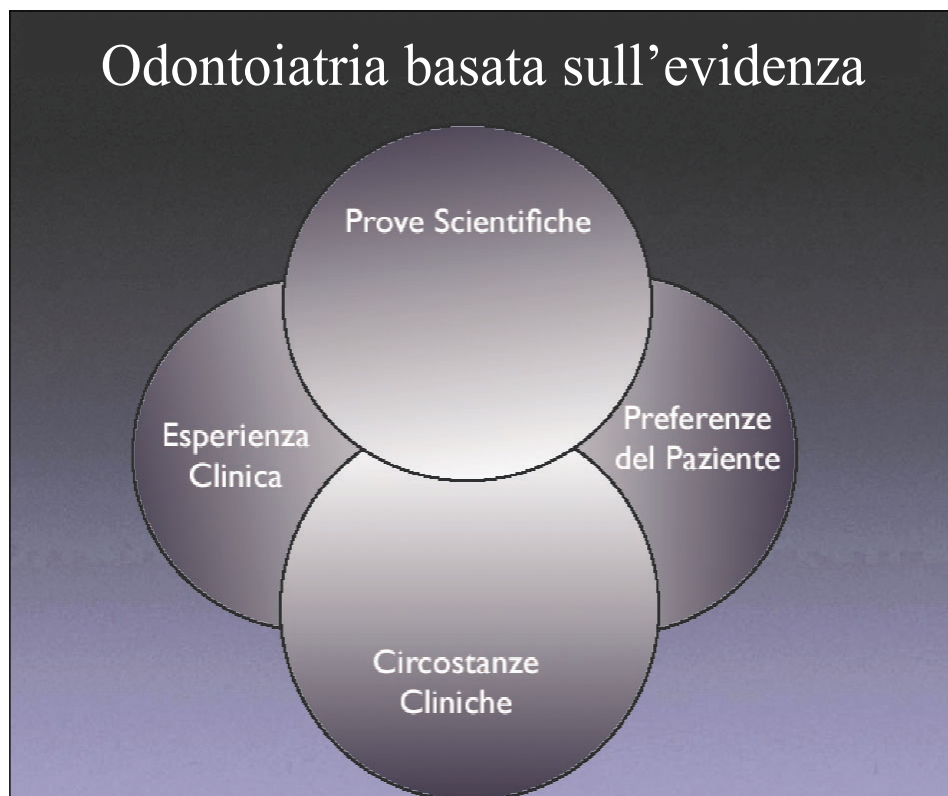 Odontoiatria basata sull’evidenza
Prove Scientifiche
Esperienza
Clinica
Preferenze
del Paziente
Circostanze
Cliniche